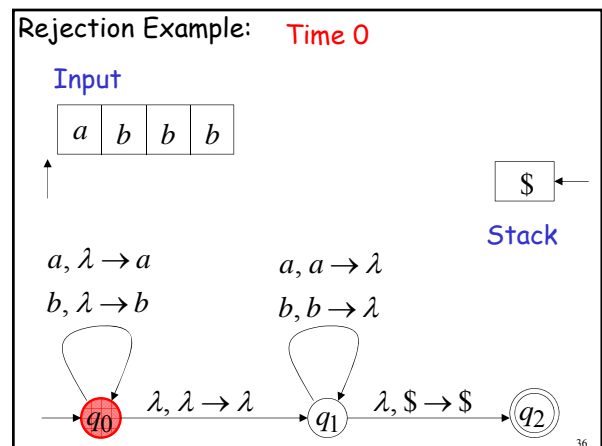 Rejection Example: Time 0
Input
a b b b
$
Stack
a, λ → a
b, λ → b
a, a → λ
b, b → λ
q0 λ, λ → λ q1 λ, $ → $ q2
36